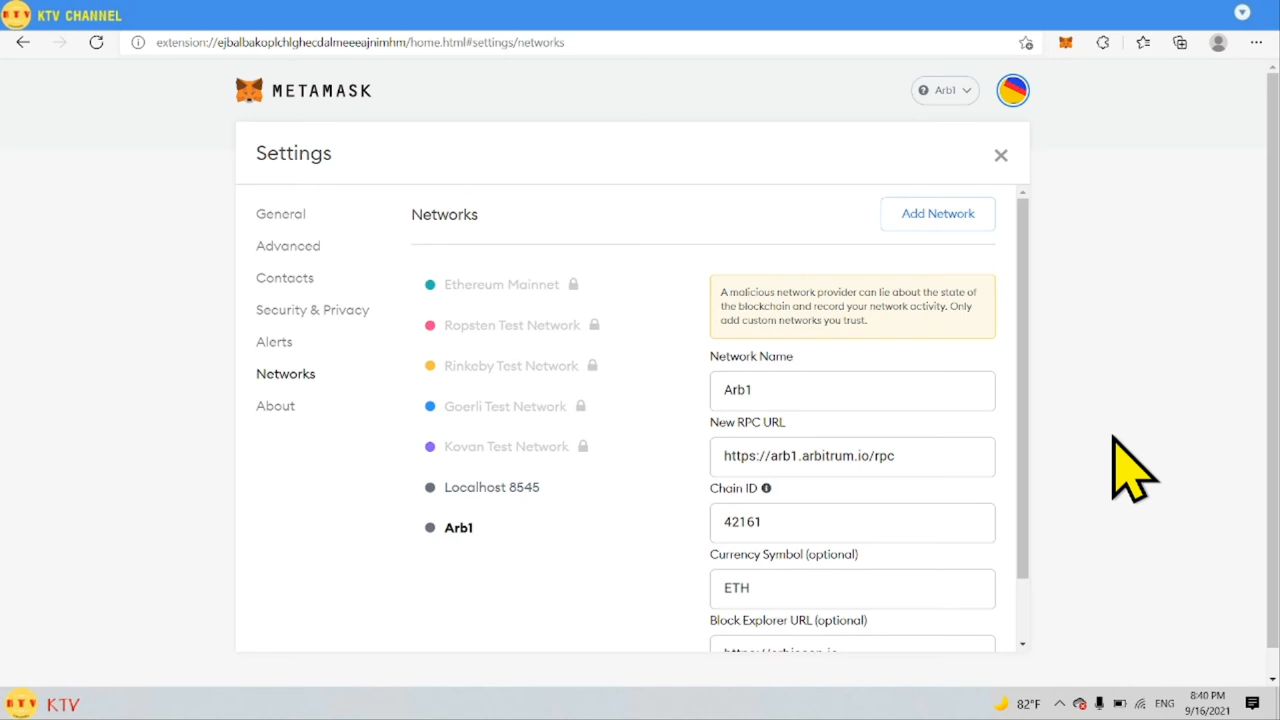 KTV CHANNEL
extension://ejbalbakoplchlghecdalmeeeajnimhm/home.html#settings/networks
METAMASK
Arb1
Settings
General
Advanced
Contacts
Security & Privacy
Alerts
Networks
About
Networks
Add Network
Ethereum Mainnet
Ropsten Test Network
Rinkeby Test Network
Goerli Test Network
Kovan Test Network
Localhost 8545
Arb1
A malicious network provider can lie about the state of
the blockchain and record your network activity. Only
add custom networks you trust.
Network Name
Arb1
New RPC URL
https://arb1.arbitrum.io/rpc
Chain ID
42161
Currency Symbol (optional)
ETH
Block Explorer URL (optional)
KTV
KTV
82°F
ENG
8:40 PM
9/16/2021